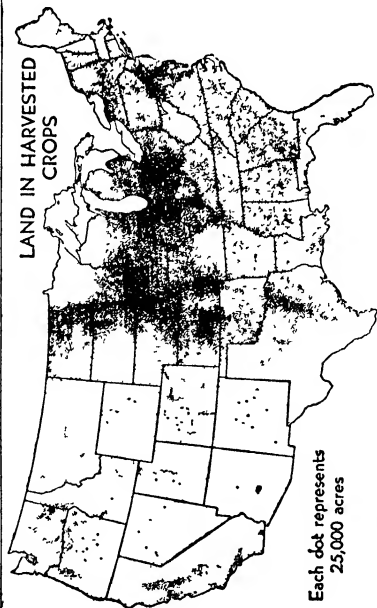 LAND IN HARVESTED
CROPS
Each dot represents
25,000 acres